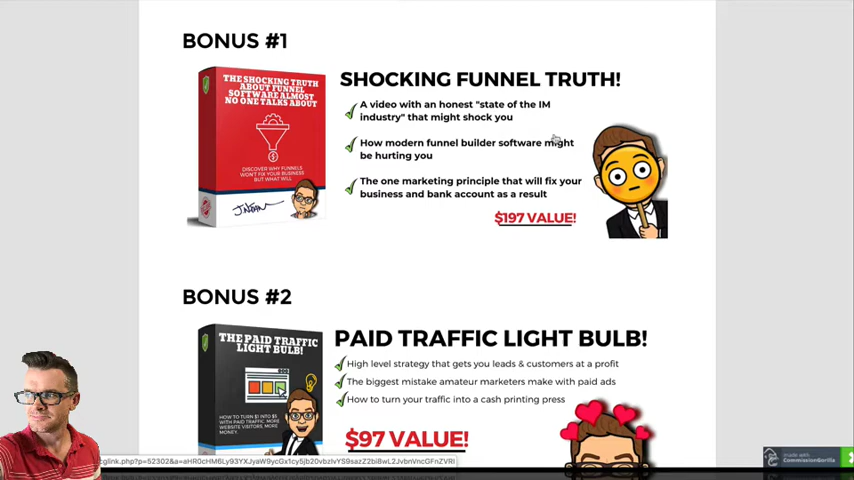 BONUS #1
THE SHOCKING TRUTH
ABOUT FUNNEL
SOFTWARE ALMOST
NO ONE TALKS ABOUT
DISCOVER WHY FUNNELS
WON'T FIX YOUR BUSINESS
BUT WHAT WILL
SHOCKING FUNNEL TRUTH!
A video with an honest "state of the IM
industry" that might shock you
How modern funnel builder software might
be hurting you
The one marketing principle that will fix your
business and bank account as a result
$197 VALUE!
BONUS #2
THE PAID TRAFFIC
LIGHT BULB!
HOW TO TURN $1 INTO $5
WITH PAID TRAFFIC, MORE
WEBSITE VISITORS, MORE
MONEY.
PAID TRAFFIC LIGHT BULB!
High level strategy that gets you leads & customers at a profit
The biggest mistake amateur marketers make with paid ads
How to turn your traffic into a cash printing press
$97 VALUE!
made with
CommissionGorilla